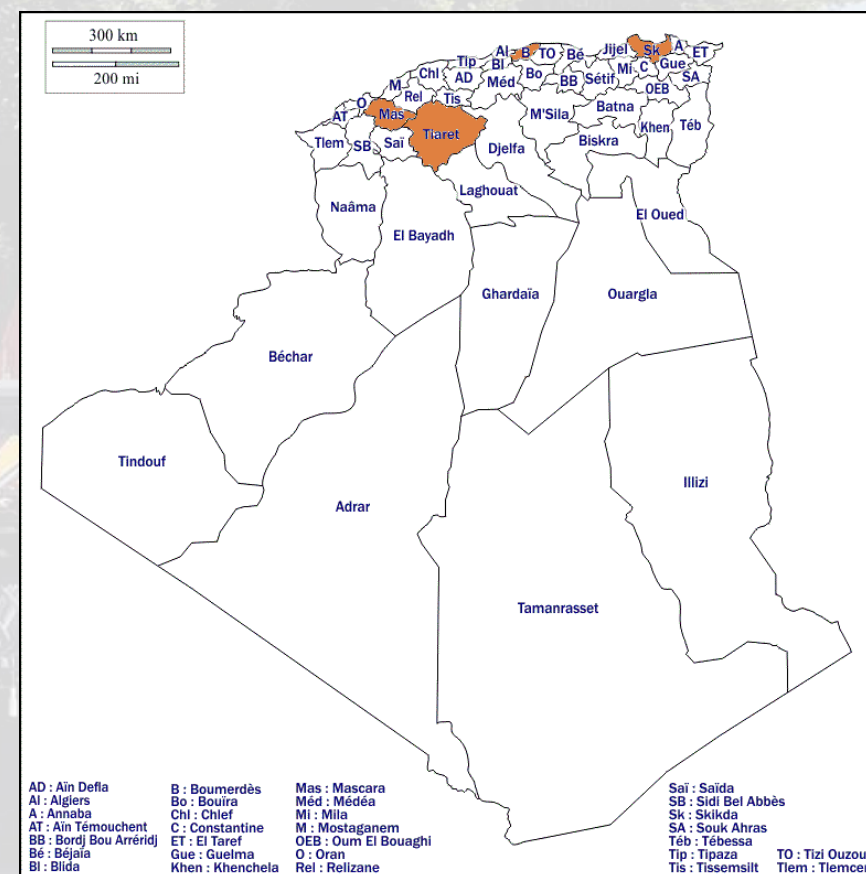 300 km
200 mi
Al B TO Bé Jijel Sk A ET
Tip Bl Mi C Gue
Chl AD Méd Bo BB Sétif SA
M Rel Tis OEB
O Mas M'Sila Batna
AT Tiaret Khen Téb
Tlem SB Saï Djelfa Biskra
Laghouat
Naâma El Oued
El Bayadh
Ghardaïa Ouargla
Béchar
Tindouf Illizi
Adrar
Tamanrasset
AD : Aïn Defla
Al : Algiers
A : Annaba
AT : Aïn Témouchent
BB : Bordj Bou Arréridj
Bé : Béjaïa
Bl : Blida
B : Boumerdès
Bo : Bouïra
Chl : Chlef
C : Constantine
ET : El Taref
Gue : Guelma
Khen : Khenchela
Mas : Mascara
Méd : Médéa
Mi : Mila
M : Mostaganem
OEB : Oum El Bouaghi
O : Oran
Rel : Relizane
Saï : Saïda
SB : Sidi Bel Abbès
Sk : Skikda
SA : Souk Ahras
Téb : Tébessa
Tip : Tipaza
Tis : Tissemsilt
TO : Tizi Ouzou
Tlem : Tlemcen